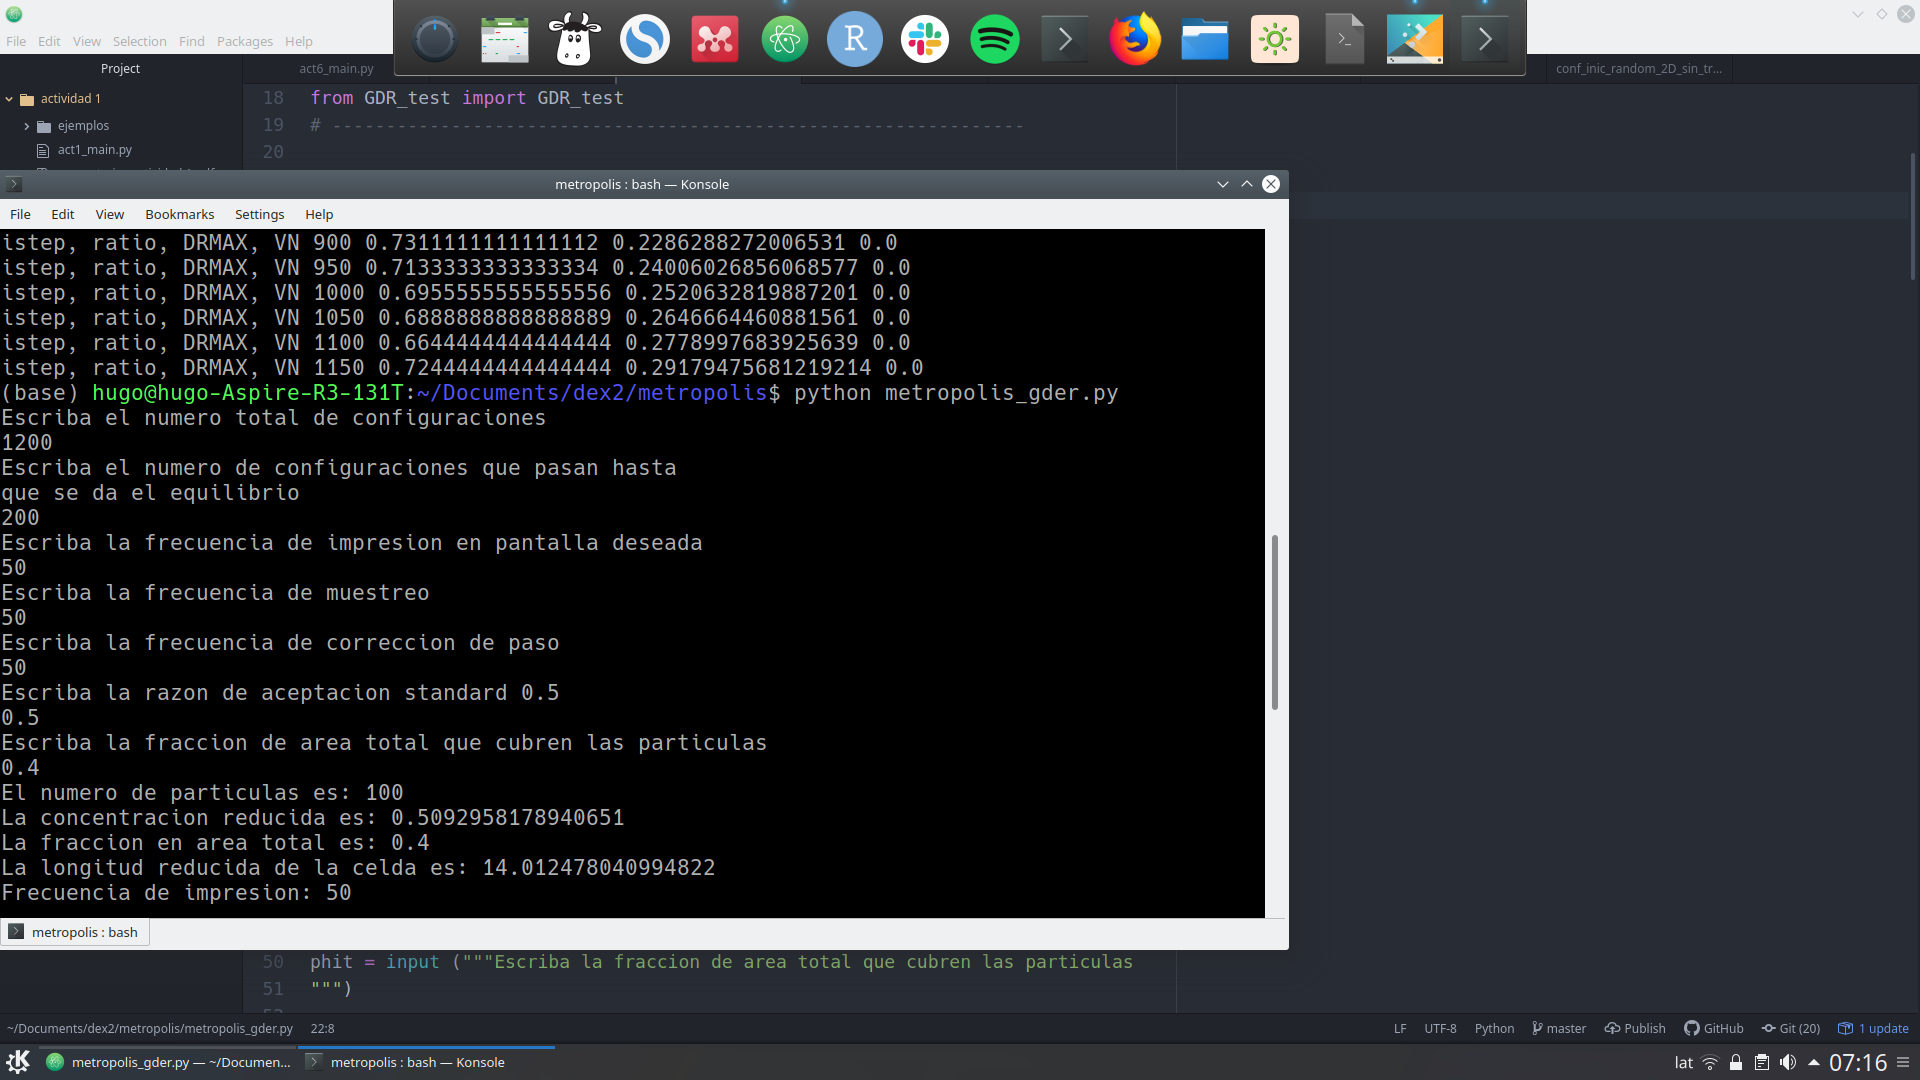 File Edit View Selection Find Packages Help
Project
act6_main.py
conf_inic_random_2D_sin_tr...
actividad 1
ejemplos
act1_main.py
18 from GDR_test import GDR_test
19 # ----------------------------------------------------------------
20
metropolis : bash — Konsole
File Edit View Bookmarks Settings Help
istep, ratio, DRMAX, VN 900 0.7311111111111112 0.2286288272006531 0.0
istep, ratio, DRMAX, VN 950 0.7133333333333334 0.24006026856068577 0.0
istep, ratio, DRMAX, VN 1000 0.6955555555555556 0.2520632819887201 0.0
istep, ratio, DRMAX, VN 1050 0.6888888888888889 0.2646664460881561 0.0
istep, ratio, DRMAX, VN 1100 0.6644444444444444 0.2778997683925639 0.0
istep, ratio, DRMAX, VN 1150 0.7244444444444444 0.29179475681219214 0.0
(base) hugo@hugo-Aspire-R3-131T:~/Documents/dex2/metropolis$ python metropolis_gder.py
Escriba el numero total de configuraciones
1200
Escriba el numero de configuraciones que pasan hasta
que se da el equilibrio
200
Escriba la frecuencia de impresion en pantalla deseada
50
Escriba la frecuencia de muestreo
50
Escriba la frecuencia de correccion de paso
50
Escriba la razon de aceptacion standard 0.5
0.5
Escriba la fraccion de area total que cubren las particulas
0.4
El numero de particulas es: 100
La concentracion reducida es: 0.5092958178940651
La fraccion en area total es: 0.4
La longitud reducida de la celda es: 14.012478040994822
Frecuencia de impresion: 50
metropolis : bash
50 phit = input ("""Escriba la fraccion de area total que cubren las particulas
51 """)
~/Documents/dex2/metropolis/metropolis_gder.py 22:8
LF UTF-8 Python master Publish GitHub Git (20) 1 update
metropolis_gder.py — ~/Documen...
metropolis : bash — Konsole
lat 07:16